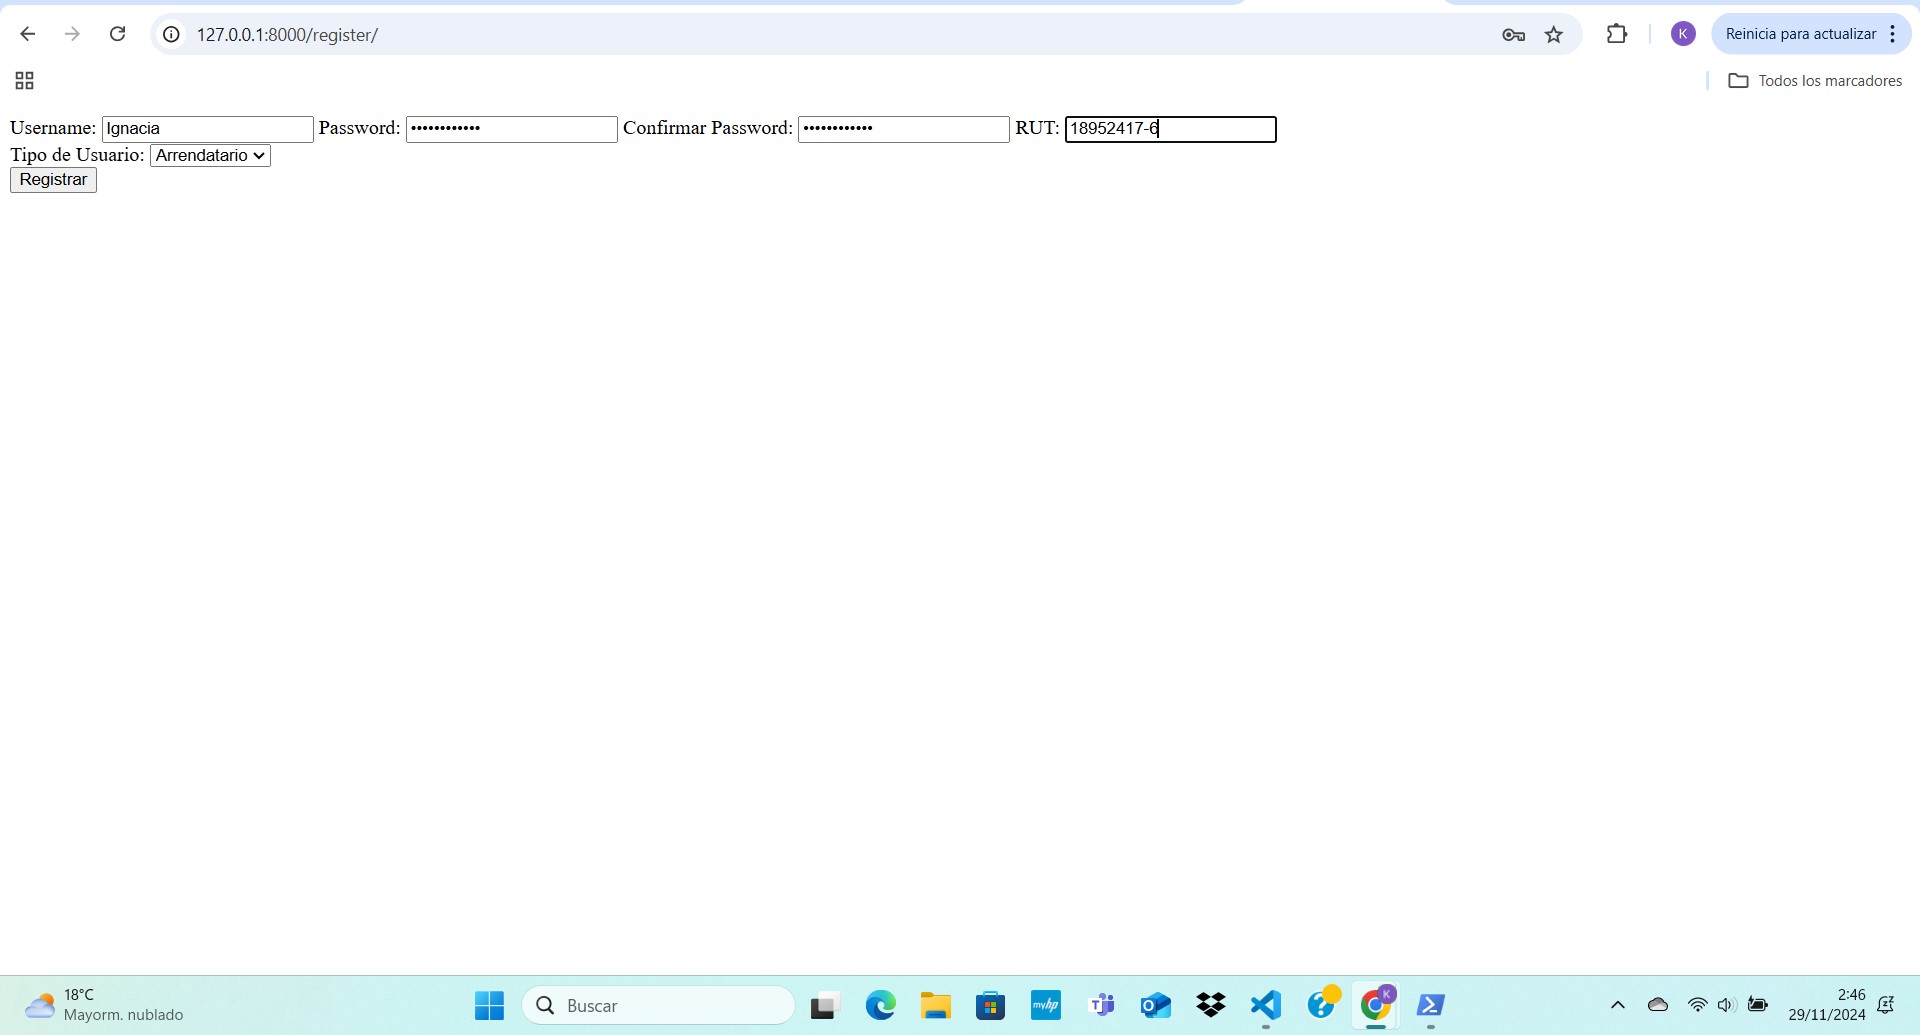 127.0.0.1:8000/register/
K
Reinicia para actualizar
Todos los marcadores
Username: Ignacia Password: •••••••••••• Confirmar Password: •••••••••••• RUT: 18952417-6
Tipo de Usuario: Arrendatario
Registrar
18°C
Mayorm. nublado
Buscar
myhp
K
2:46
29/11/2024